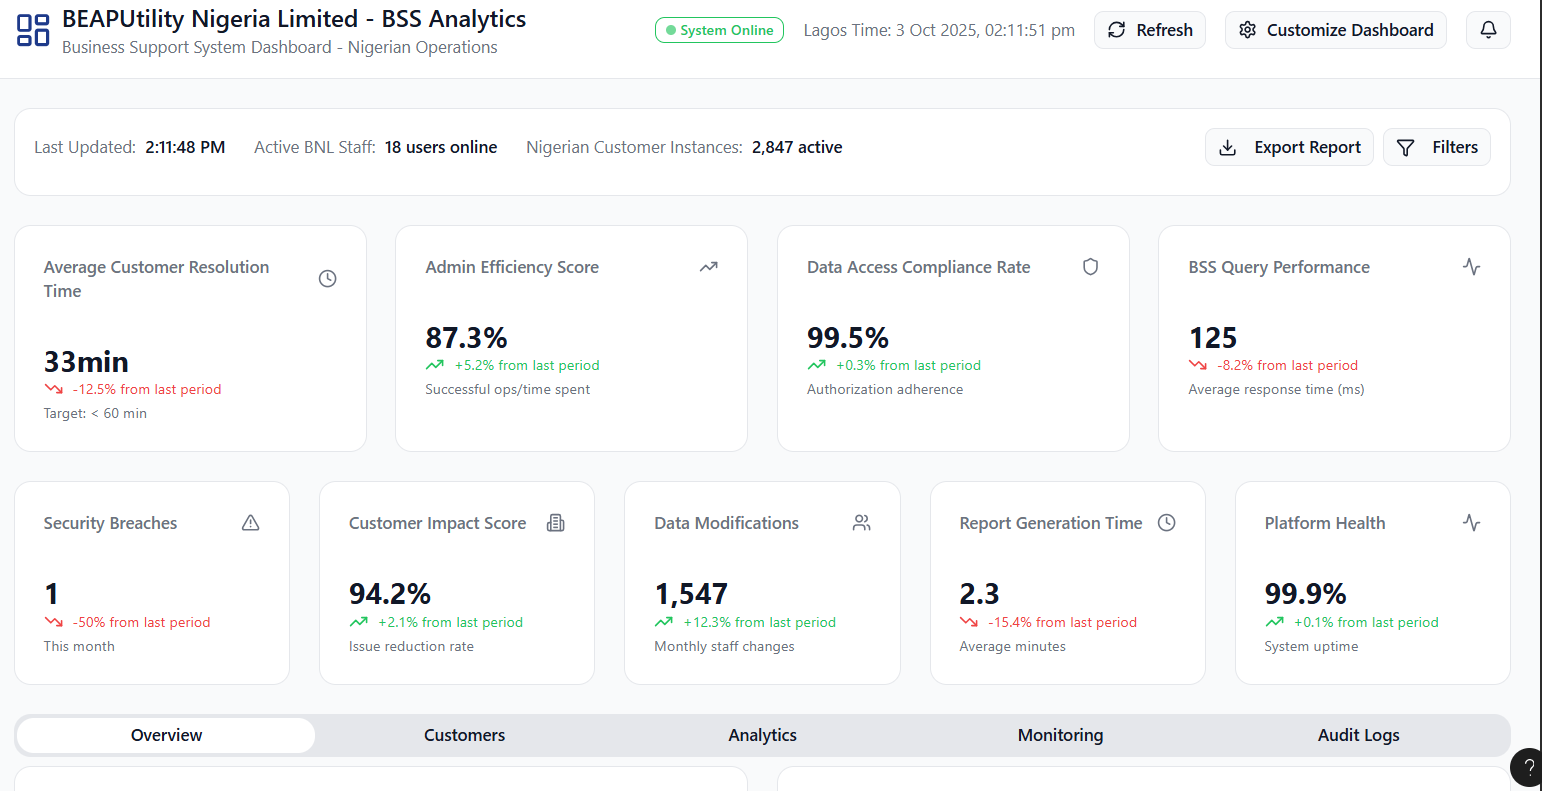 BEAPUtility Nigeria Limited - BSS Analytics
Business Support System Dashboard - Nigerian Operations
System Online
Lagos Time: 3 Oct 2025, 02:11:51 pm
Refresh
Customize Dashboard
Last Updated: 2:11:48 PM
Active BNL Staff: 18 users online
Nigerian Customer Instances: 2,847 active
Export Report
Filters
Average Customer Resolution
Time
33min
-12.5% from last period
Target: < 60 min
Admin Efficiency Score
87.3%
+5.2% from last period
Successful ops/time spent
Data Access Compliance Rate
99.5%
+0.3% from last period
Authorization adherence
BSS Query Performance
125
-8.2% from last period
Average response time (ms)
Security Breaches
1
-50% from last period
This month
Customer Impact Score
94.2%
+2.1% from last period
Issue reduction rate
Data Modifications
1,547
+12.3% from last period
Monthly staff changes
Report Generation Time
2.3
-15.4% from last period
Average minutes
Platform Health
99.9%
+0.1% from last period
System uptime
Overview
Customers
Analytics
Monitoring
Audit Logs
?